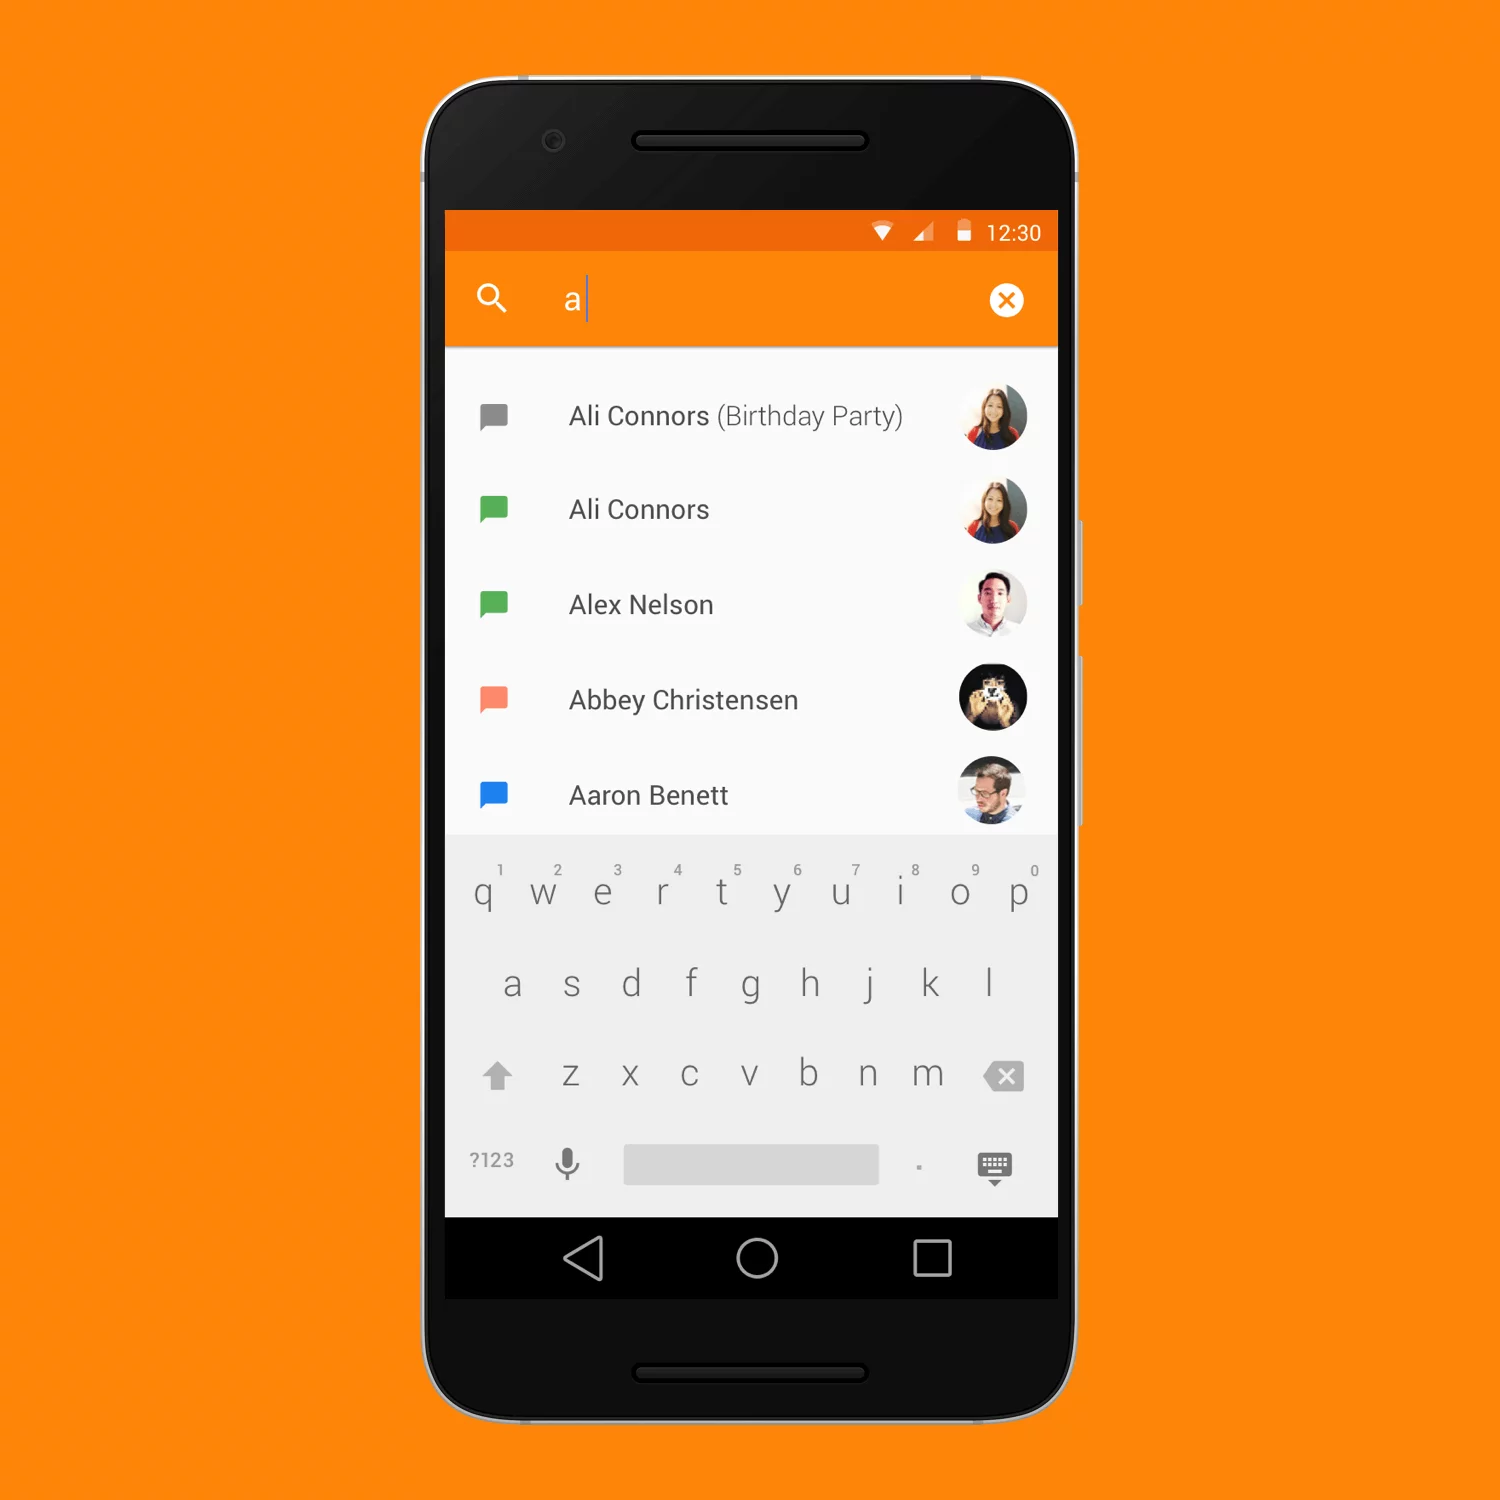 12:30
a
Ali Connors (Birthday Party)
Ali Connors
Alex Nelson
Abbey Christensen
Aaron Benett
1 2 3 4 5 6 7 8 9 0
q w e r t y u i o p
a s d f g h j k l
z x c v b n m
?123 .